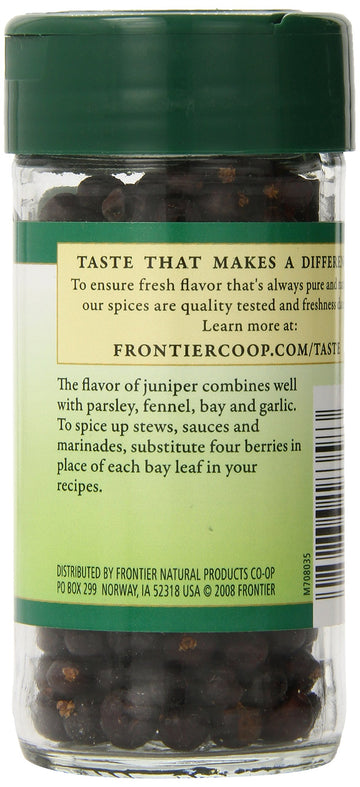 TASTE THAT MAKES A
To ensure fresh flavor that's always pure and
our spices are quality tested and freshness
Learn more at:
FRONTIERCOOP.COM/TASTE
The flavor of juniper combines well
with parsley, fennel, bay and garlic.
To spice up stews, sauces and
marinades, substitute four berries in
place of each bay leaf in your
recipes.
DISTRIBUTED BY FRONTIER NATURAL PRODUCTS CO-OP
PO BOX 299 NORWAY, IA 52318 USA © 2008 FRONTIER
M708035